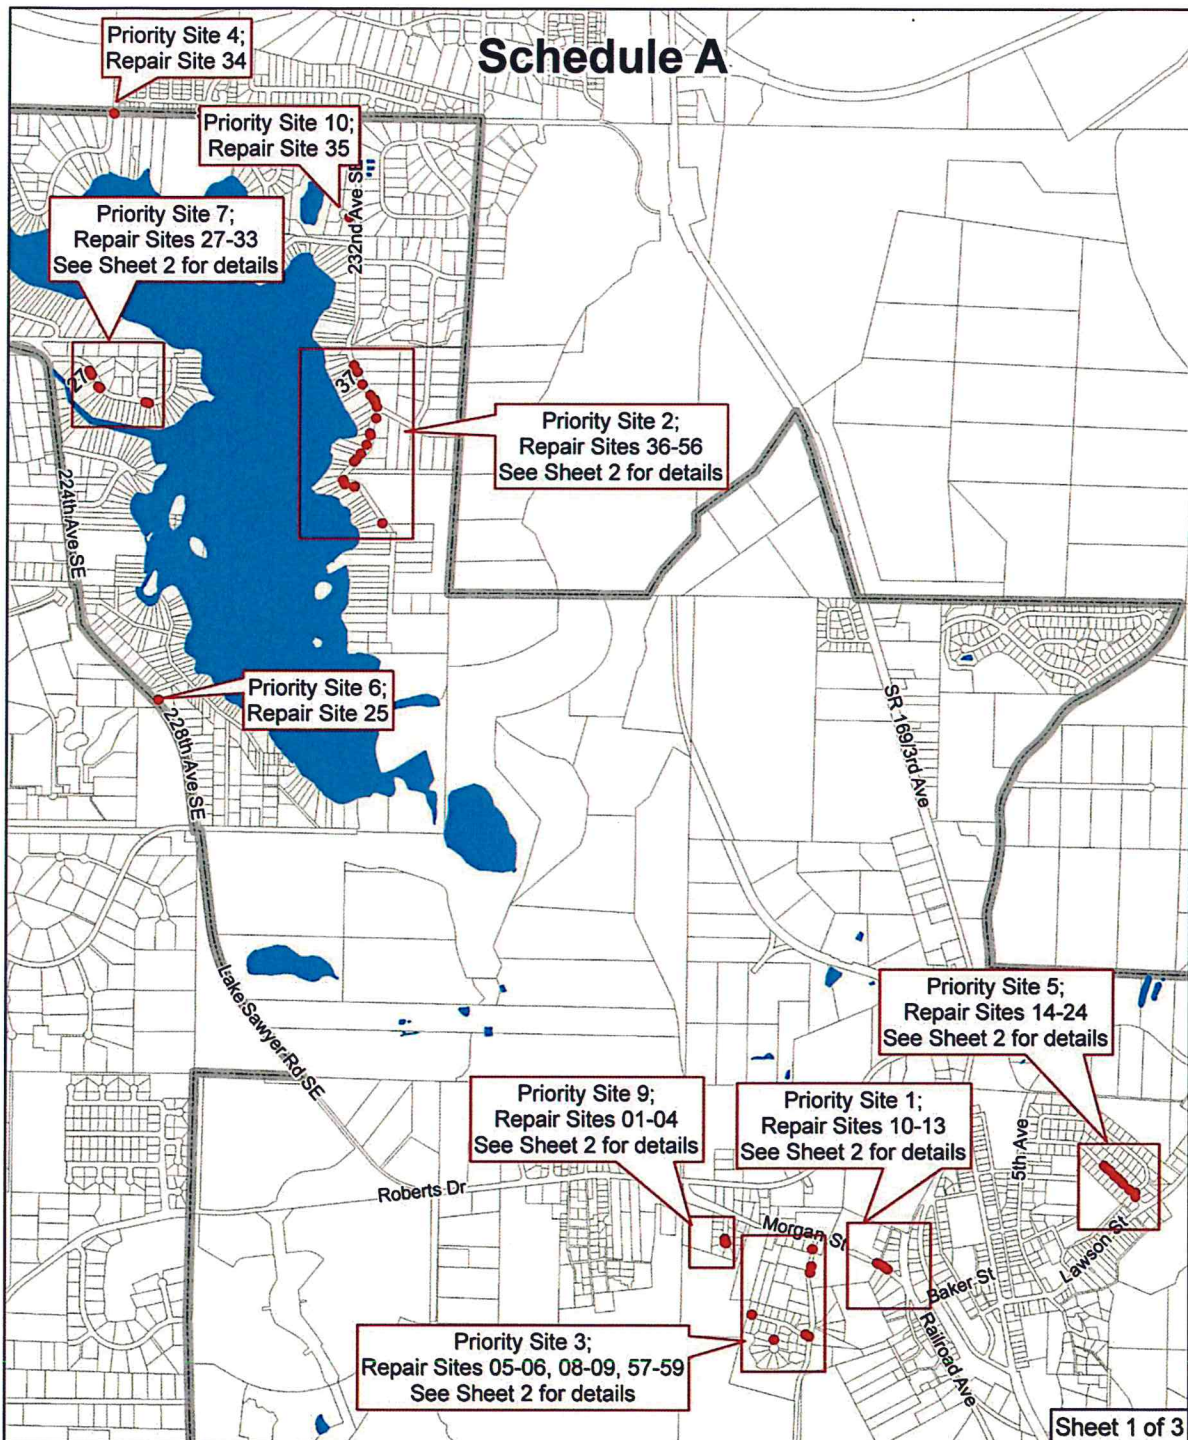 Schedule A
Priority Site 4;
Repair Site 34
Priority Site 10;
Repair Site 35
232nd Ave SE
Priority Site 7;
Repair Sites 27-33
See Sheet 2 for details
27
37
Priority Site 2;
Repair Sites 36-56
See Sheet 2 for details
224th Ave SE
Priority Site 6;
Repair Site 25
228th Ave SE
SR 169/3rd Ave
Lake Sawyer Rd SE
Priority Site 5;
Repair Sites 14-24
See Sheet 2 for details
Priority Site 9;
Repair Sites 01-04
See Sheet 2 for details
Priority Site 1;
Repair Sites 10-13
See Sheet 2 for details
5th Ave
Roberts Dr
Morgan St
Lawson St
Baker St
Railroad Ave
Priority Site 3;
Repair Sites 05-06, 08-09, 57-59
See Sheet 2 for details
Sheet 1 of 3